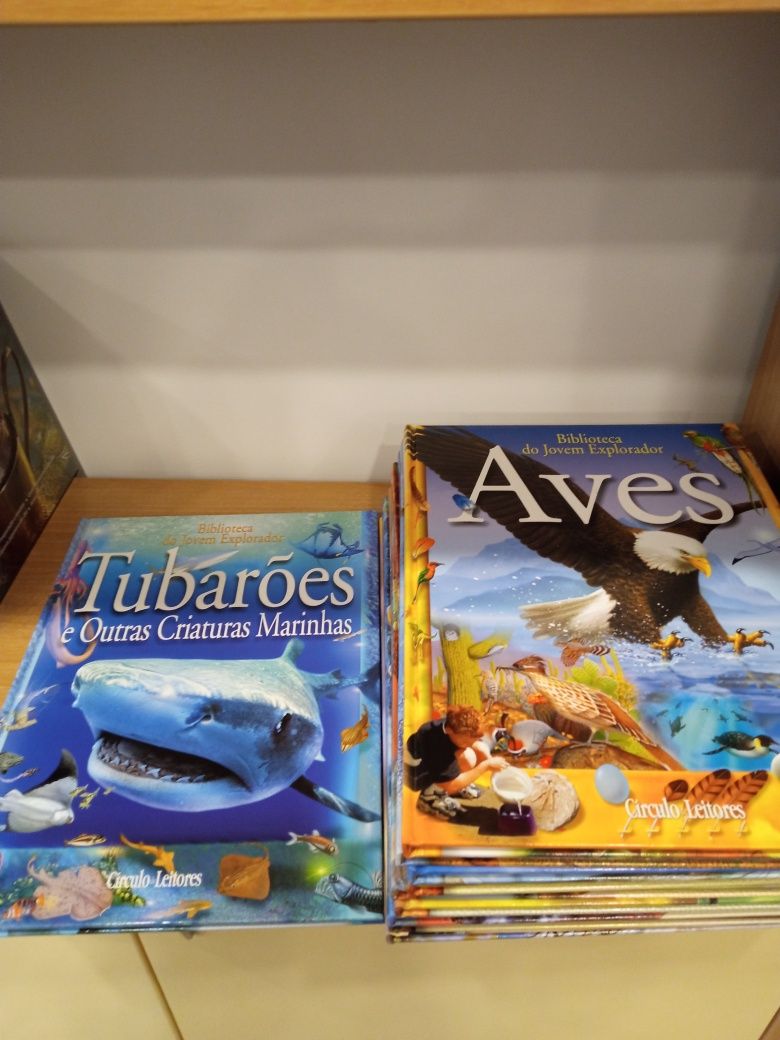 Biblioteca
do Jovem Explorador
Tubarões
e Outras Criaturas Marinhas
Círculo Leitores
Biblioteca
do Jovem Explorador
Aves
Círculo Leitores